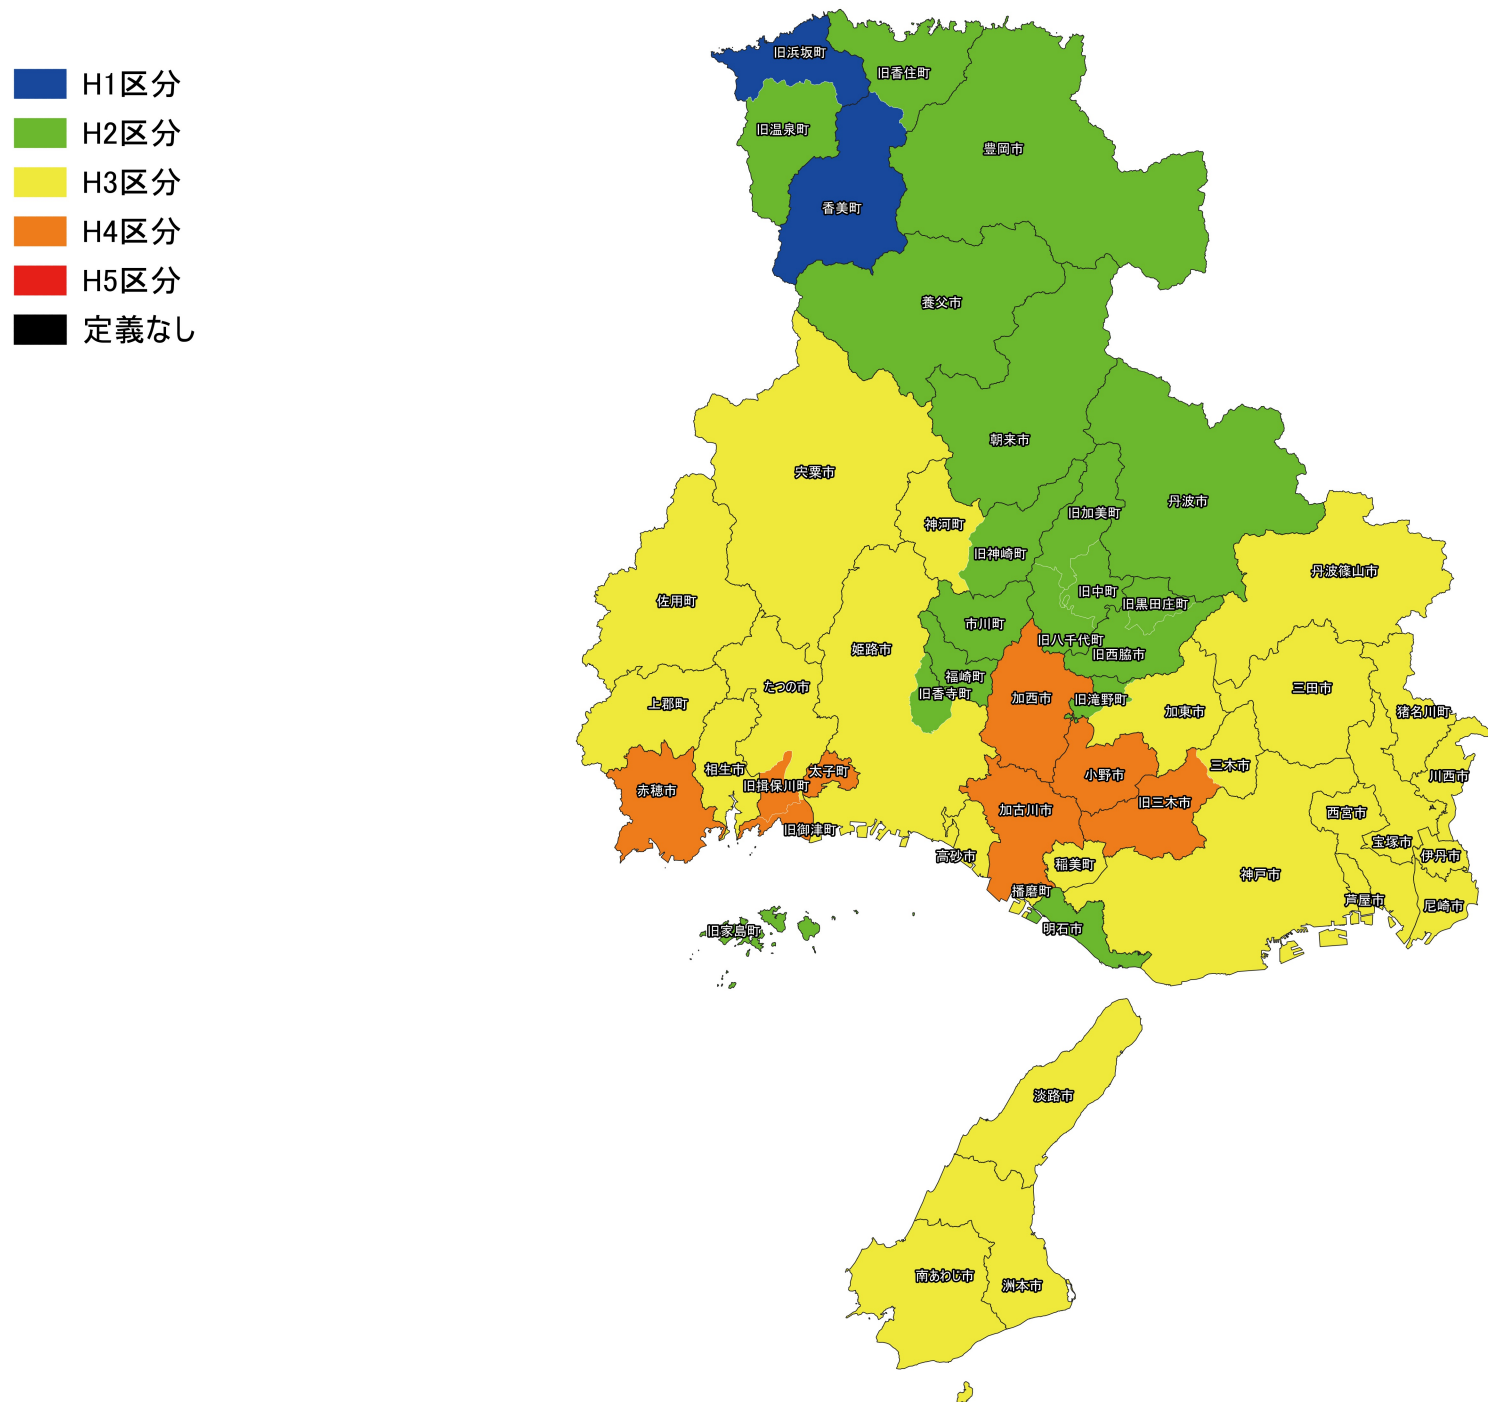 H1区分
H2区分
H3区分
H4区分
H5区分
定義なし
旧浜坂町
旧香住町
旧温泉町
豊岡市
香美町
養父市
朝来市
宍粟市
丹波市
旧加美町
神河町
旧神崎町
丹波篠山市
佐用町
旧中町
旧黒田庄町
市川町
旧八千代町
姫路市
旧西脇市
福崎町
たつの市
三田市
旧香寺町
加西市
旧滝野町
上郡町
加東市
猪名川町
相生市
太子町
三木市
小野市
川西市
旧揖保川町
赤穂市
旧三木市
加古川市
西宮市
旧御津町
宝塚市
高砂市
伊丹市
稲美町
神戸市
播磨町
芦屋市
尼崎市
明石市
旧家島町
淡路市
南あわじ市
洲本市